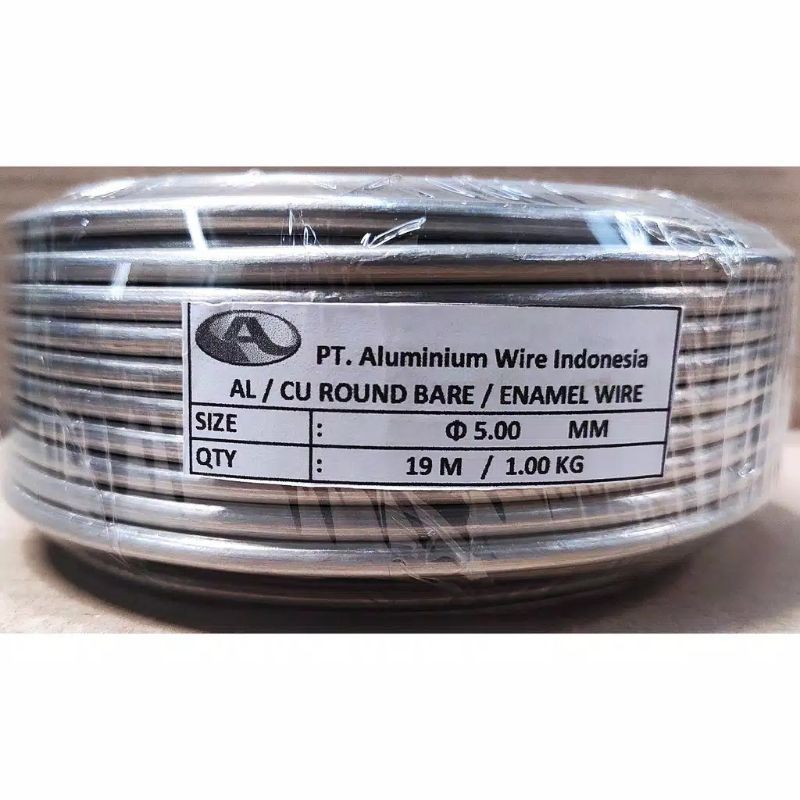 A
PT. Aluminium Wire Indonesia
AL / CU ROUND BARE / ENAMEL WIRE
SIZE : Φ 5.00 MM
QTY : 19 M / 1.00 KG